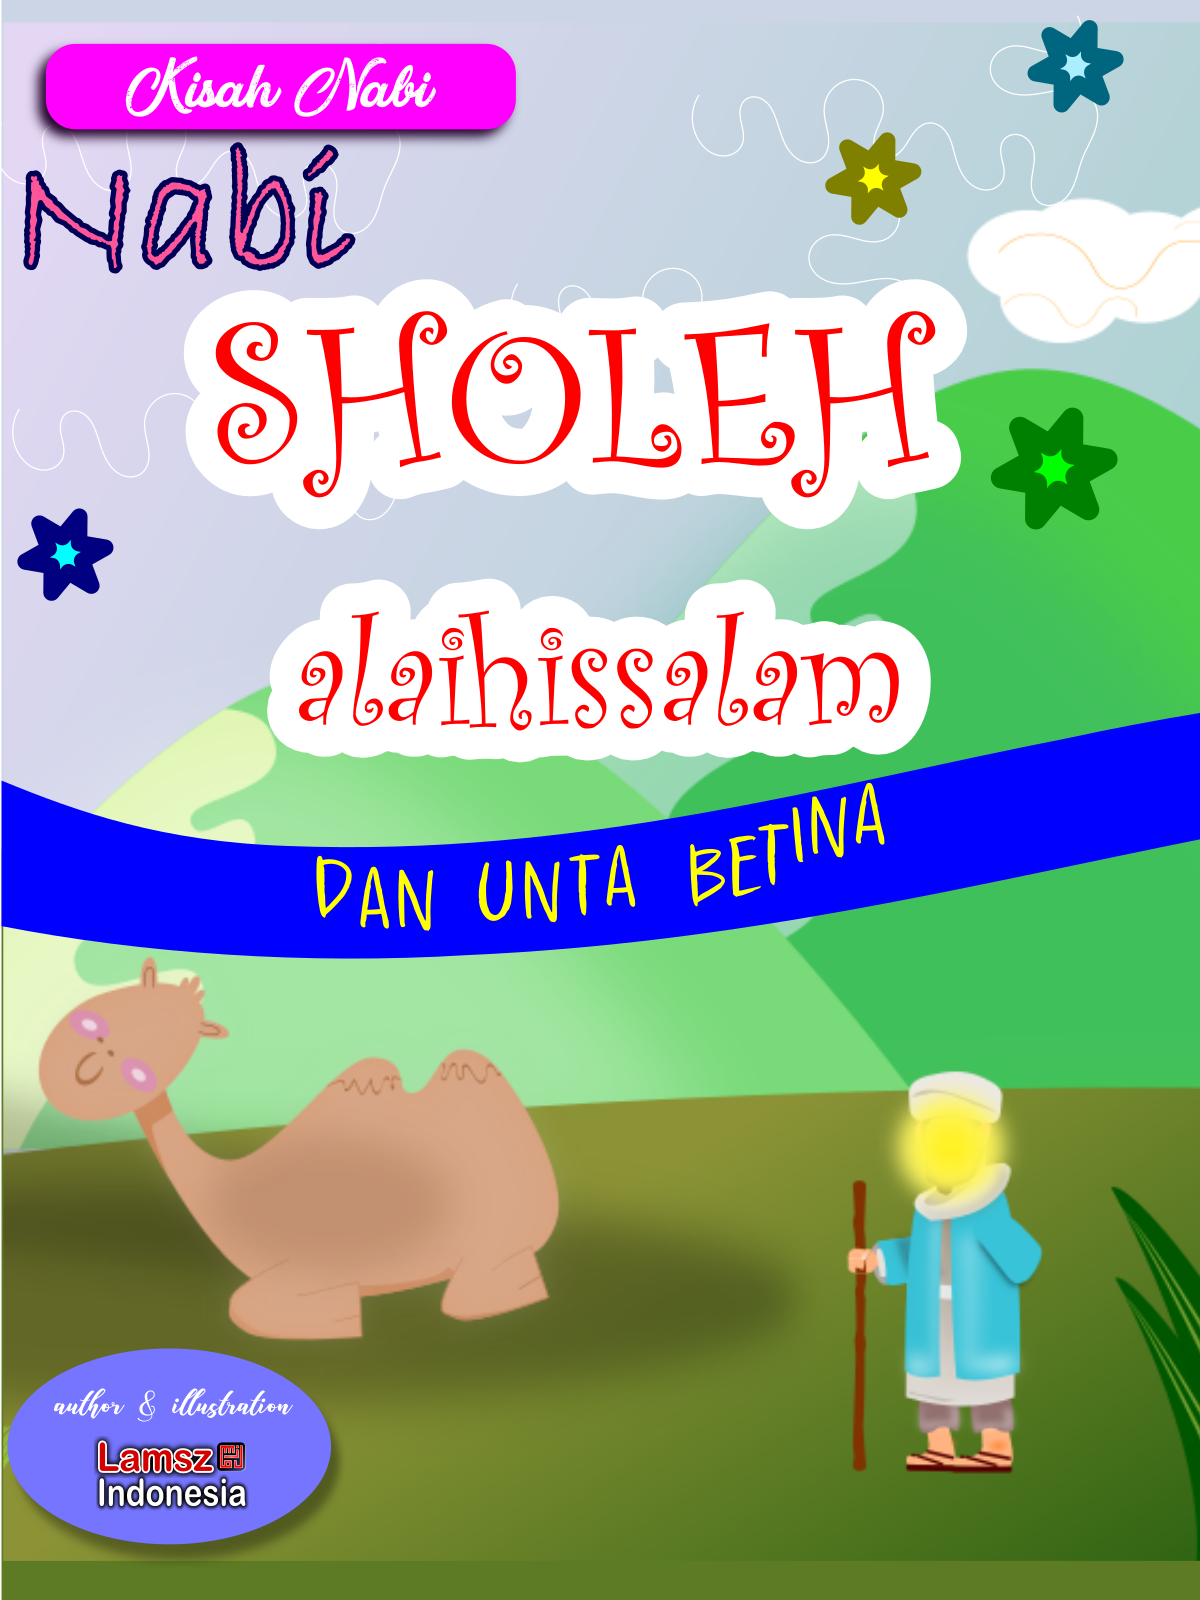 Kisah Nabi
Nabi
SHOLEH
alaihissalam
DAN UNTA BETINA
author & illustration
Lamsz
Indonesia